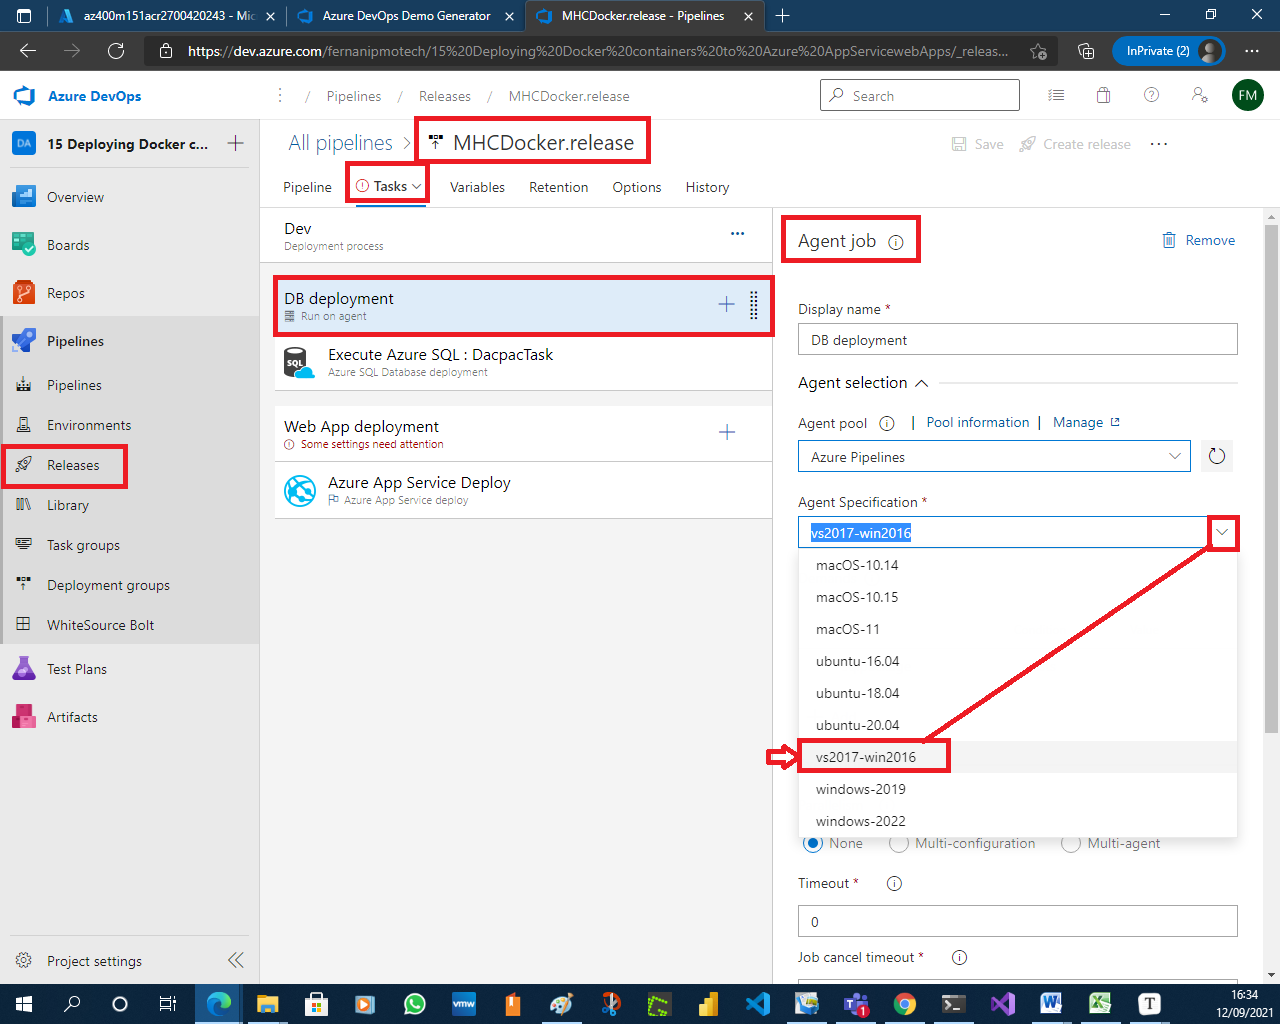 az400m151acr2700420243 - Mic
Azure DevOps Demo Generator
MHCDocker.release - Pipelines
https://dev.azure.com/fernanipmotech/15%20Deploying%20Docker%20containers%20to%20Azure%20AppServicewebApps/_releas...
InPrivate (2)
Azure DevOps
/ Pipelines / Releases / MHCDocker.release
Search
FM
DA
15 Deploying Docker c...
All pipelines > MHCDocker.release
Save
Create release
Pipeline
Tasks
Variables
Retention
Options
History
Overview
Boards
Repos
Pipelines
Pipelines
Environments
Releases
Library
Task groups
Deployment groups
WhiteSource Bolt
Test Plans
Artifacts
Project settings
Dev
Deployment process
DB deployment
Run on agent
SQL
Execute Azure SQL : DacpacTask
Azure SQL Database deployment
Web App deployment
Some settings need attention
Azure App Service Deploy
Azure App Service deploy
Agent job
Remove
Display name *
DB deployment
Agent selection
Agent pool | Pool information | Manage
Azure Pipelines
Agent Specification *
vs2017-win2016
macOS-10.14
macOS-10.15
macOS-11
ubuntu-16.04
ubuntu-18.04
ubuntu-20.04
vs2017-win2016
windows-2019
windows-2022
None
Multi-configuration
Multi-agent
Timeout *
0
Job cancel timeout *
vmw
1
T
16:34
12/09/2021